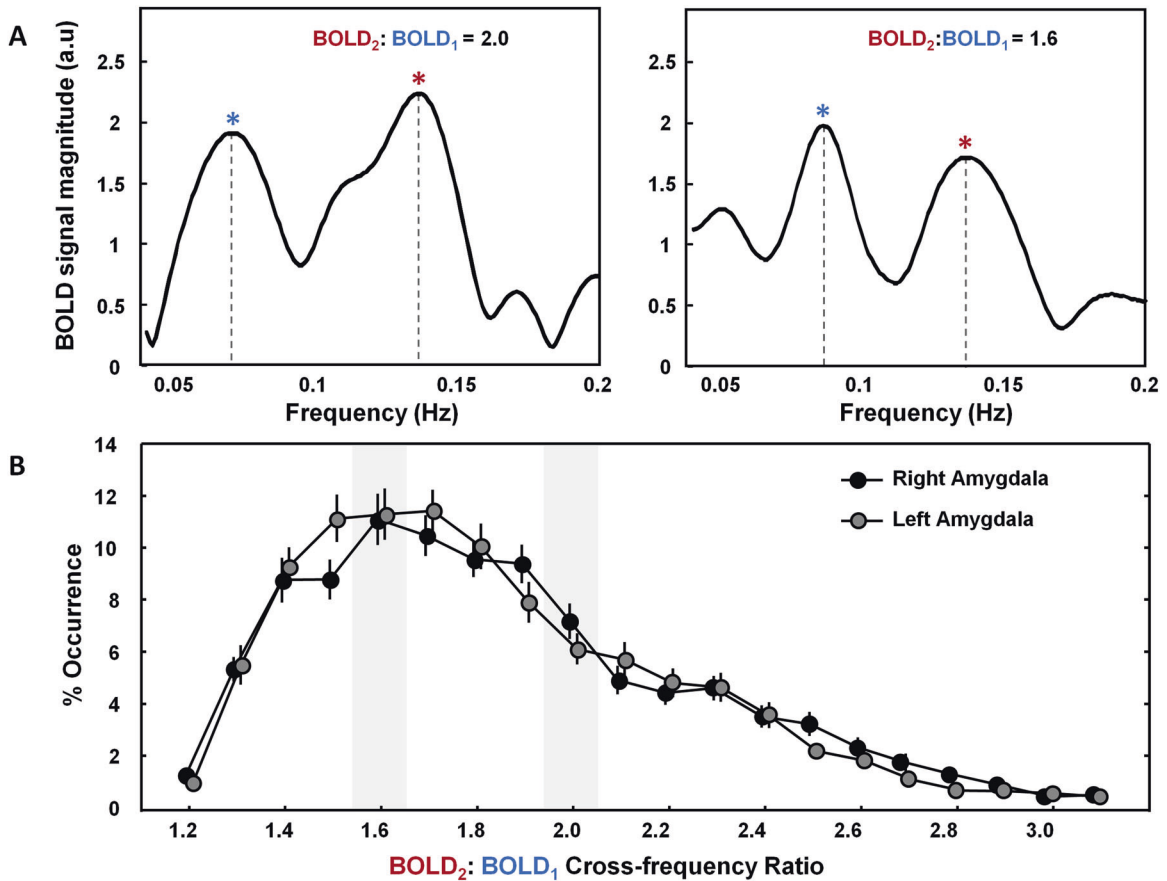 A
BOLD₂: BOLD₁ = 2.0
BOLD₂:BOLD₁= 1.6
BOLD signal magnitude (a.u)
2.5
2
1.5
1
0.5
0
0.05 0.1 0.15 0.2
Frequency (Hz)
2.5
2
1.5
1
0.5
0
0.05 0.1 0.15 0.2
Frequency (Hz)
B
% Occurrence
14
12
10
8
6
4
2
0
Right Amygdala
Left Amygdala
1.2 1.4 1.6 1.8 2.0 2.2 2.4 2.6 2.8 3.0
BOLD₂: BOLD₁ Cross-frequency Ratio